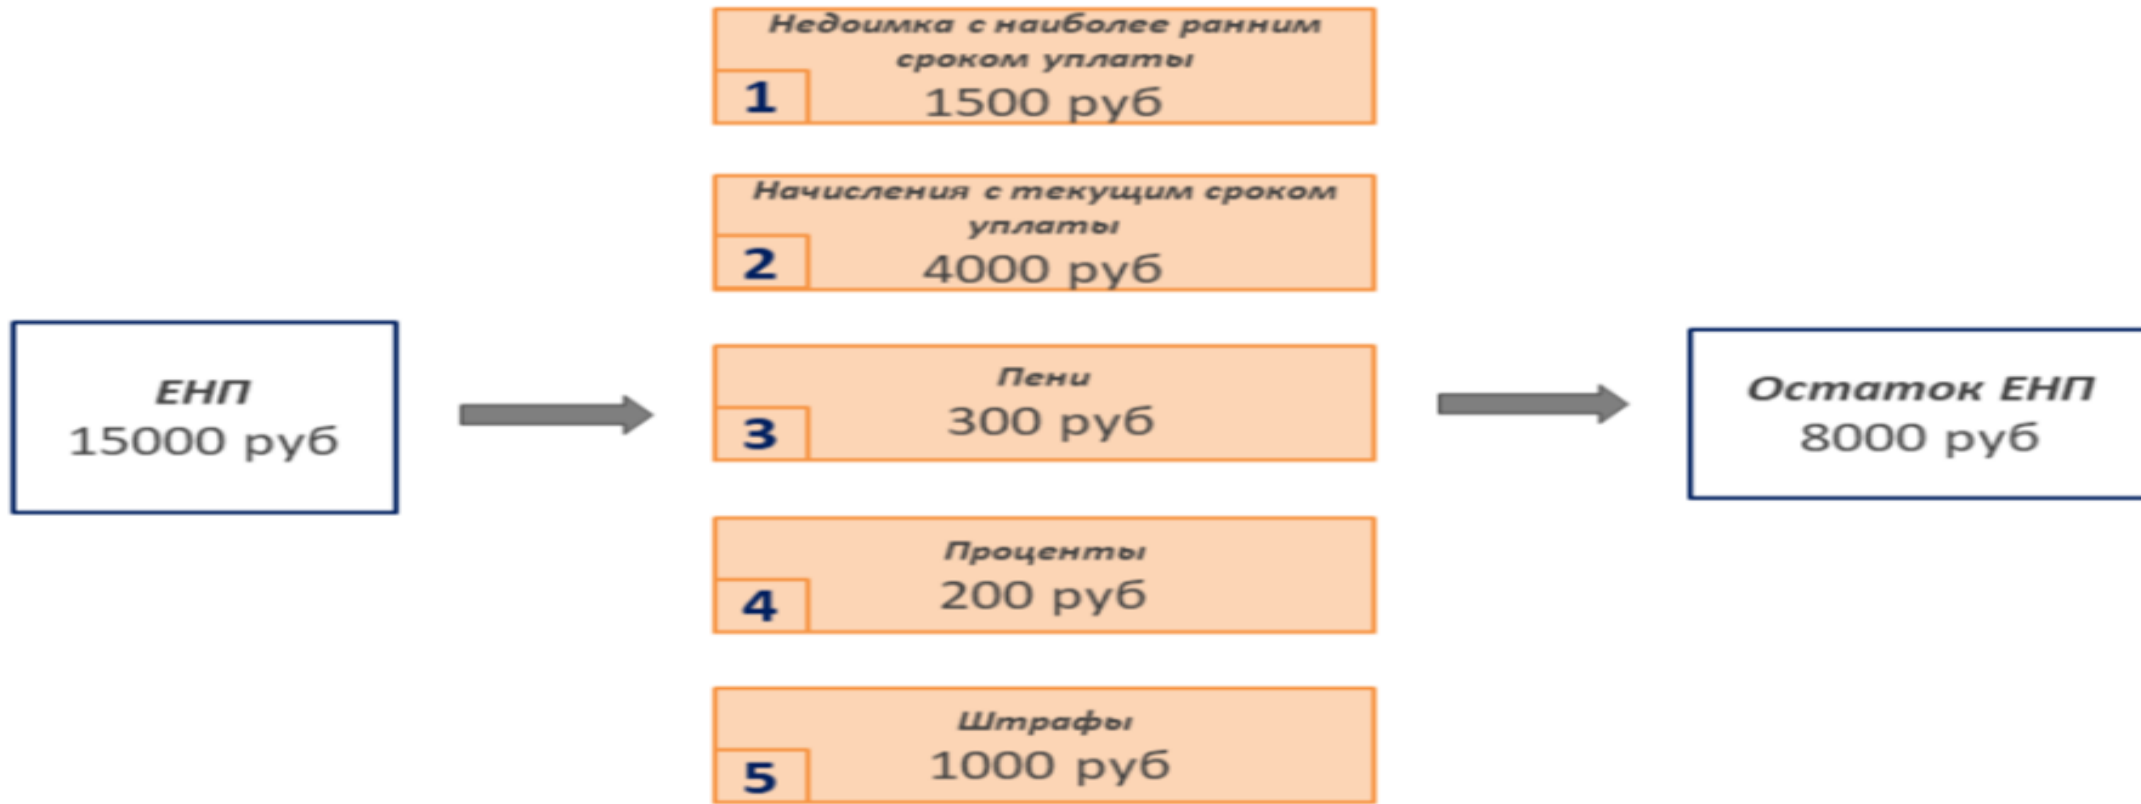 ЕНП
15000 руб
Недоимка с наиболее ранним
сроком уплаты
1
1500 руб
Начисления с текущим сроком
уплаты
2
4000 руб
Пени
3
300 руб
Проценты
4
200 руб
Штрафы
5
1000 руб
Остаток ЕНП
8000 руб